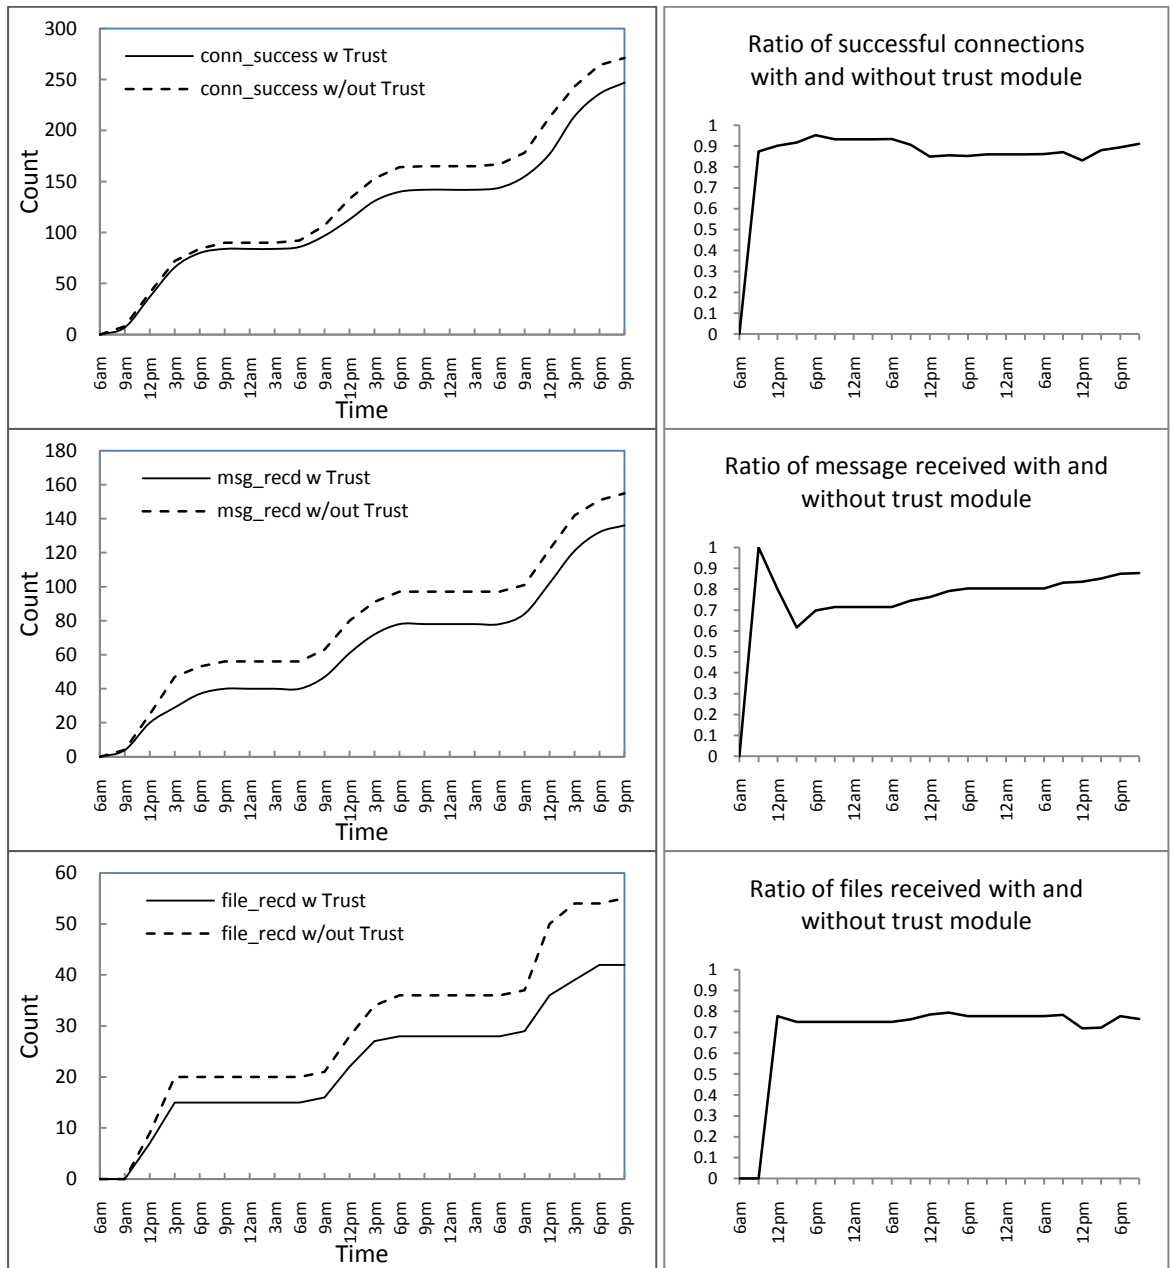 300
250
200
150
100
50
0
Count
conn_success w Trust
conn_success w/out Trust
6am 9am 12pm 3pm 6pm 9pm 12am 3am 6am 9am 12pm 3pm 6pm 9pm 12am 3am 6am 9am 12pm 3pm 6pm 9pm
Time
Ratio of successful connections
with and without trust module
1
0.9
0.8
0.7
0.6
0.5
0.4
0.3
0.2
0.1
0
6am 12pm 6pm 12am 6am 12pm 6pm 12am 6am 12pm 6pm
180
160
140
120
100
80
60
40
20
0
Count
msg_recd w Trust
msg_recd w/out Trust
6am 9am 12pm 3pm 6pm 9pm 12am 3am 6am 9am 12pm 3pm 6pm 9pm 12am 3am 6am 9am 12pm 3pm 6pm 9pm
Time
Ratio of message received with and
without trust module
1
0.9
0.8
0.7
0.6
0.5
0.4
0.3
0.2
0.1
0
6am 12pm 6pm 12am 6am 12pm 6pm 12am 6am 12pm 6pm
60
50
40
30
20
10
0
Count
file_recd w Trust
file_recd w/out Trust
6am 9am 12pm 3pm 6pm 9pm 12am 3am 6am 9am 12pm 3pm 6pm 9pm 12am 3am 6am 9am 12pm 3pm 6pm 9pm
Time
Ratio of files received with and
without trust module
1
0.9
0.8
0.7
0.6
0.5
0.4
0.3
0.2
0.1
0
6am 12pm 6pm 12am 6am 12pm 6pm 12am 6am 12pm 6pm